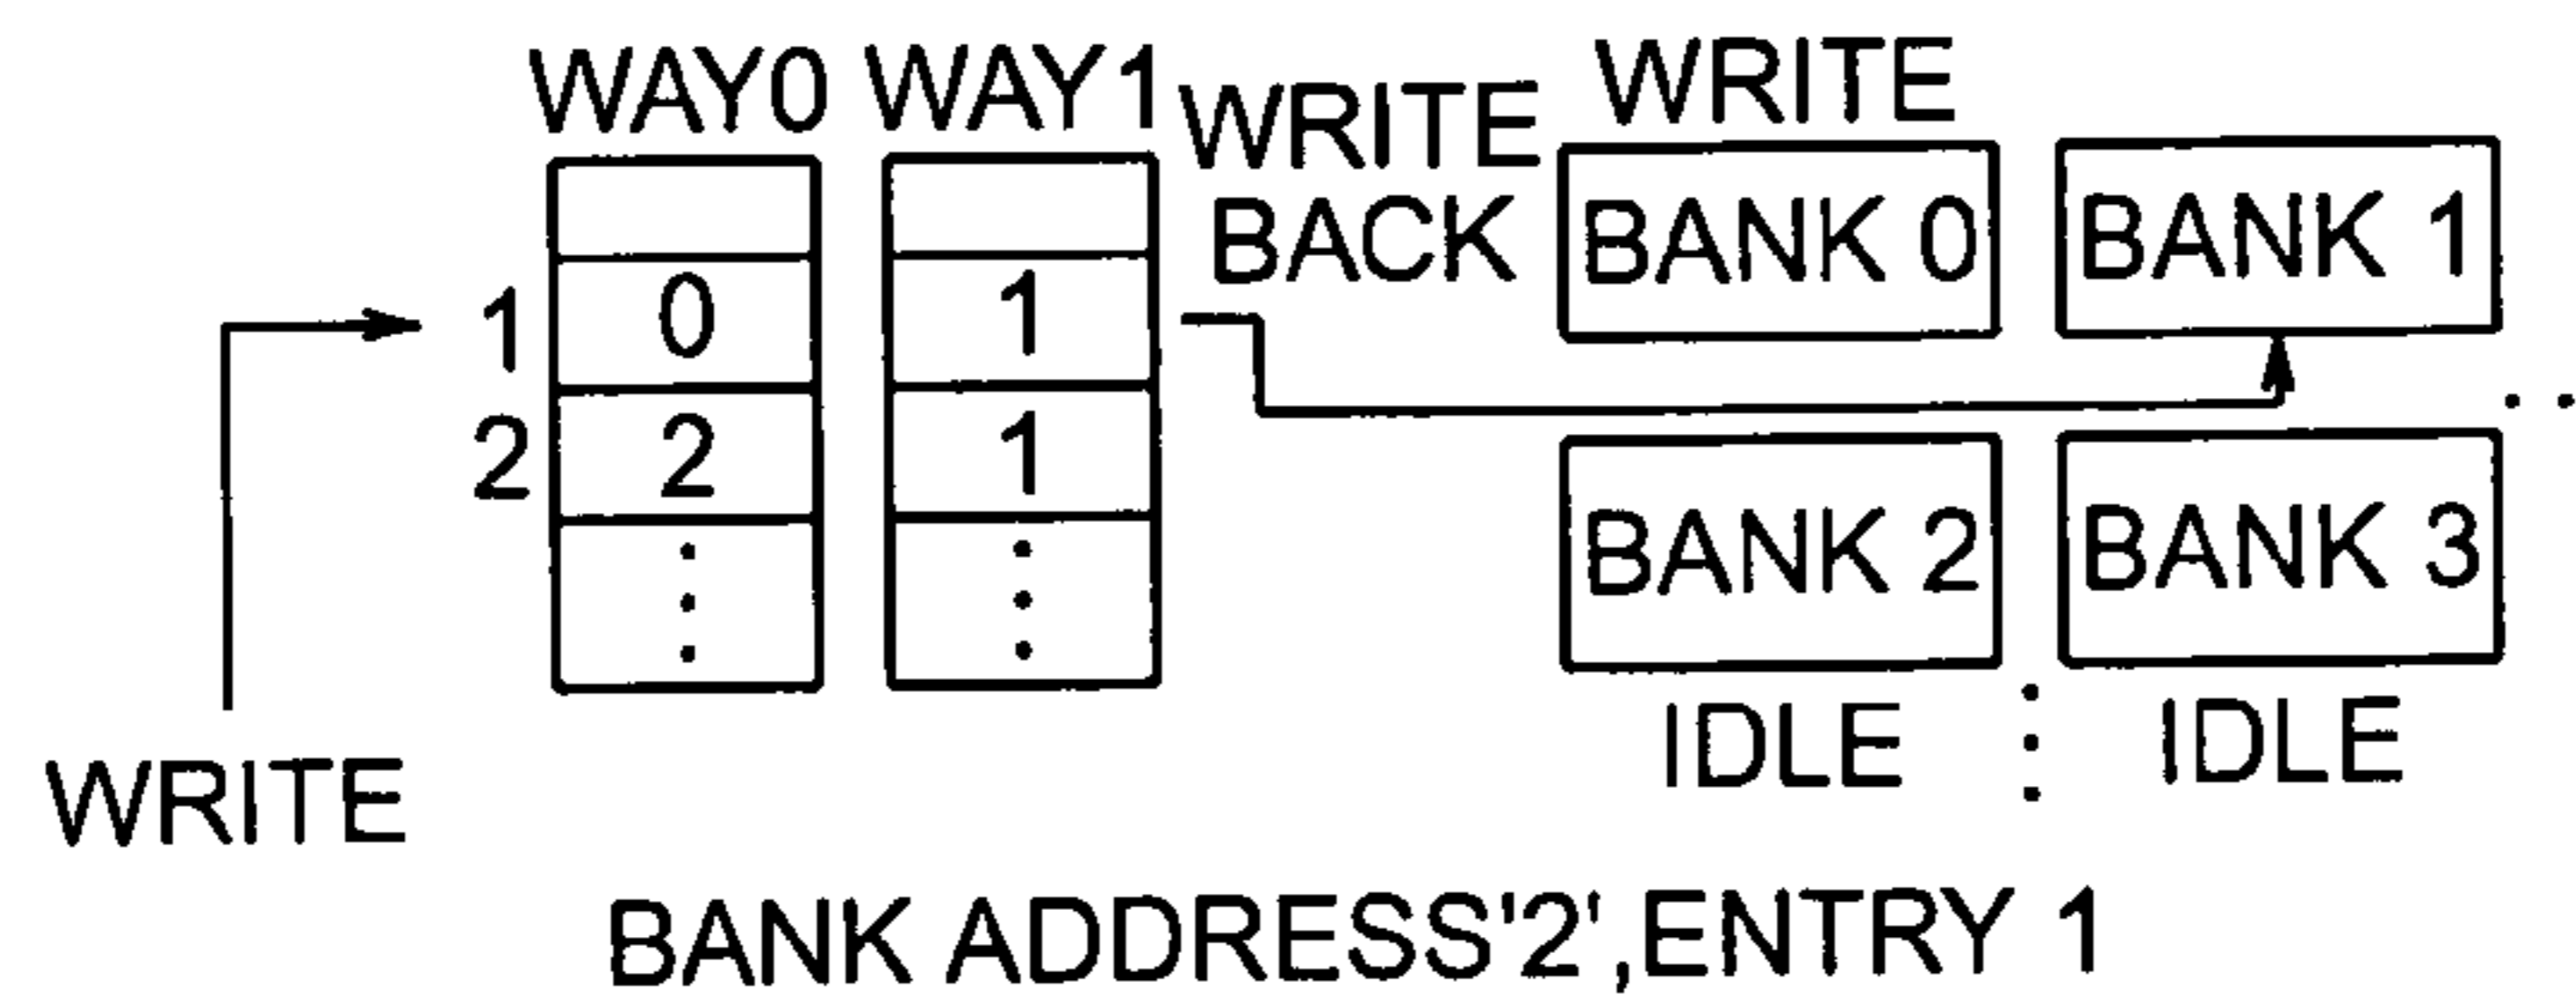 WAY0 WAY1 WRITE WRITE
BACK BANK 0 BANK 1
1 0 1
2 2 1
BANK 2 BANK 3
IDLE IDLE
WRITE
BANK ADDRESS'2',ENTRY 1